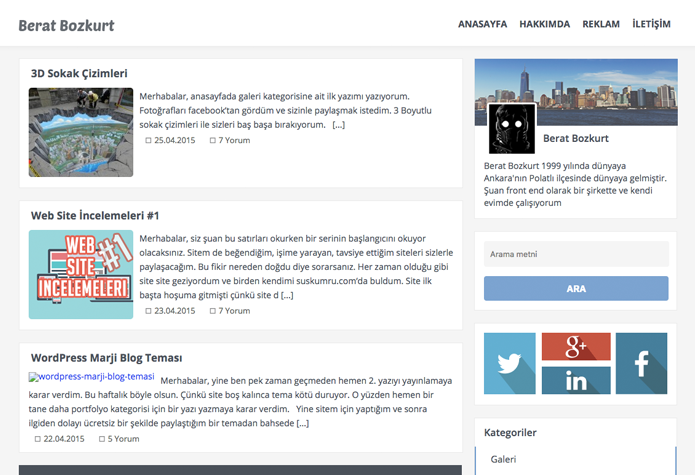 Berat Bozkurt
ANASAYFA HAKKIMDA REKLAM İLETİŞİM
3D Sokak Çizimleri
Merhabalar, anasayfada galeri kategorisine ait ilk yazımı yazıyorum.
Fotoğrafları facebook'tan gördüm ve sizinle paylaşmak istedim. 3 Boyutlu
sokak çizimleri ile sizleri baş başa bırakıyorum. [...]
25.04.2015 7 Yorum
Web Site İncelemeleri #1
WEB
SITE
#1
İNCELEMELERİ
Merhabalar, siz şuan bu satırları okurken bir serinin başlangıcını okuyor
olacaksınız. Sitem de beğendiğim, işime yarayan, tavsiye ettiğim siteleri sizlerle
paylaşacağım. Bu fikir nereden doğdu diye sorarsanız. Her zaman olduğu gibi
site site geziyordum ve birden kendimi suskumru.com'da buldum. Site ilk
başta hoşuma gitmişti çünkü site d [...]
23.04.2015 7 Yorum
WordPress Marji Blog Teması
wordpress-marji-blog-temasi Merhabalar, yine ben pek zaman geçmeden hemen 2. yazıyı yayınlamaya
karar verdim. Bu haftalık böyle olsun. Çünkü site boş kalınca tema kötü duruyor. O yüzden hemen bir
tane daha portfolyo kategorisi için bir yazı yazmaya karar verdim. Yine sitem için yaptığım ve sonra
ilgiden dolayı ücretsiz bir şekilde paylaştığım bir temadan bahsede [...]
22.04.2015 5 Yorum
Berat Bozkurt
Berat Bozkurt 1999 yılında dünyaya
Ankara'nın Polatlı ilçesinde dünyaya gelmiştir.
Şuan front end olarak bir şirkette ve kendi
evimde çalışıyorum
Arama metni
ARA
g+
in
f
Kategoriler
Galeri